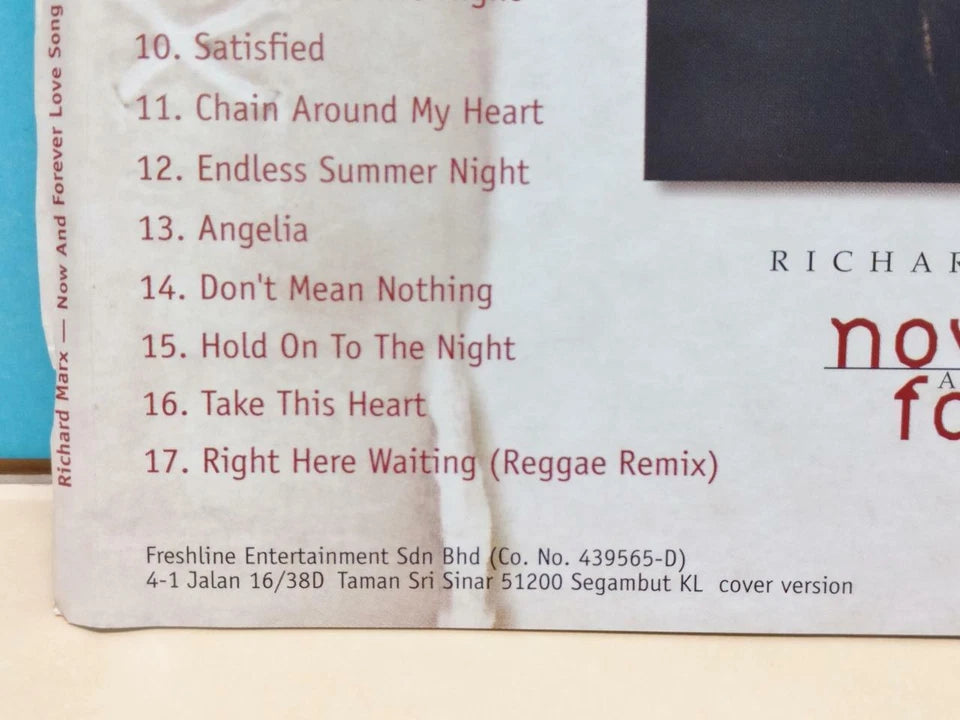 10. Satisfied
11. Chain Around My Heart
12. Endless Summer Night
13. Angelia
14. Don't Mean Nothing
15. Hold On To The Night
16. Take This Heart
17. Right Here Waiting (Reggae Remix)
Freshline Entertainment Sdn Bhd (Co. No. 439565-D)
4-1 Jalan 16/38D Taman Sri Sinar 51200 Segambut KL cover version
Richard Marx — Now And Forever Love Song
RICHAR
now
A
fo